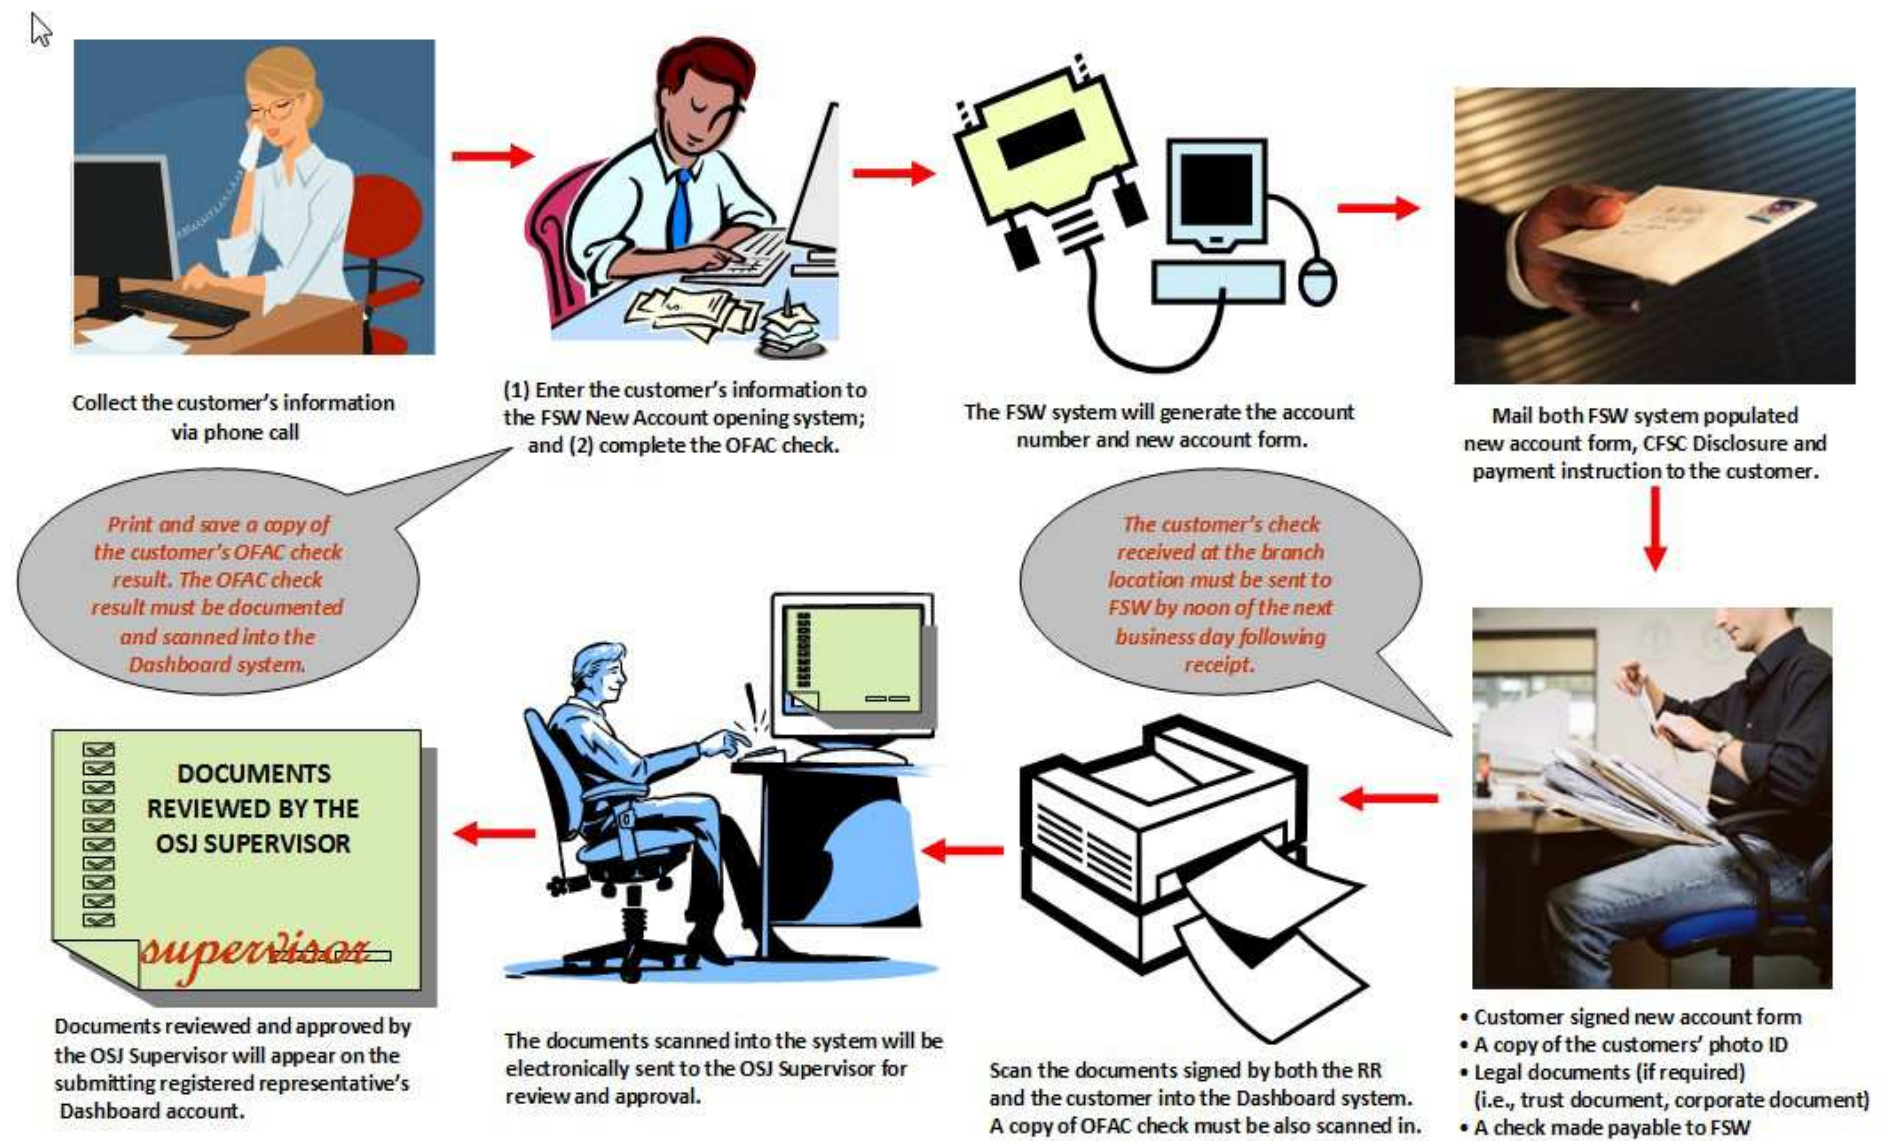 Collect the customer's information
via phone call
(1) Enter the customer's information to
the FSW New Account opening system;
and (2) complete the OFAC check.
The FSW system will generate the account
number and new account form.
Mail both FSW system populated
new account form, CFSC Disclosure and
payment instruction to the customer.
Print and save a copy of
the customer's OFAC check
result. The OFAC check
result must be documented
and scanned into the
Dashboard system.
The customer's check
received at the branch
location must be sent to
FSW by noon of the next
business day following
receipt.
• Customer signed new account form
• A copy of the customers' photo ID
• Legal documents (if required)
(i.e., trust document, corporate document)
• A check made payable to FSW
Scan the documents signed by both the RR
and the customer into the Dashboard system.
A copy of OFAC check must be also scanned in.
The documents scanned into the system will be
electronically sent to the OSJ Supervisor for
review and approval.
DOCUMENTS
REVIEWED BY THE
OSJ SUPERVISOR
supervisor
Documents reviewed and approved by
the OSJ Supervisor will appear on the
submitting registered representative's
Dashboard account.